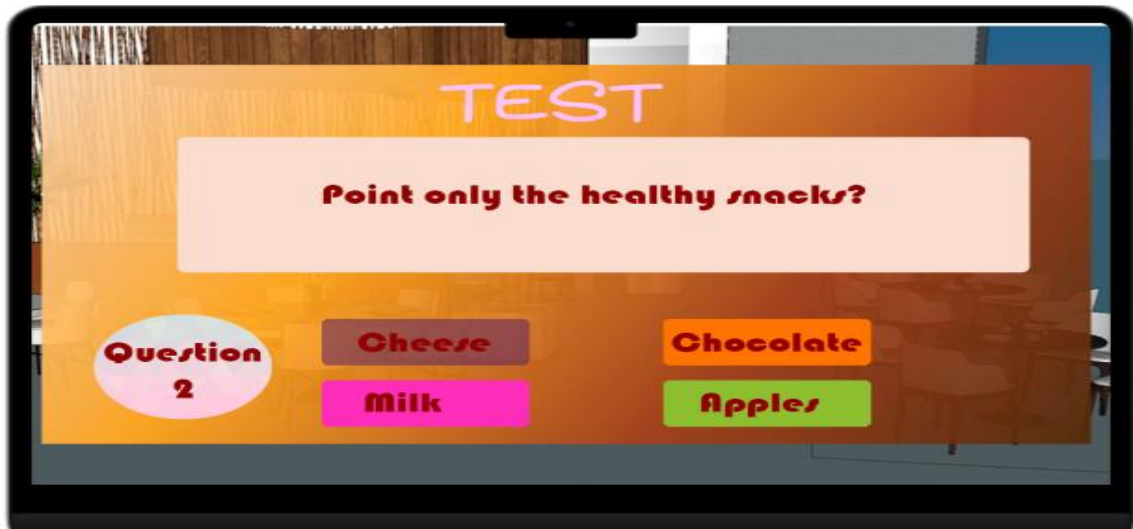 TEST
Point only the healthy snacks?
Question
2
Cheese
Chocolate
Milk
Apples